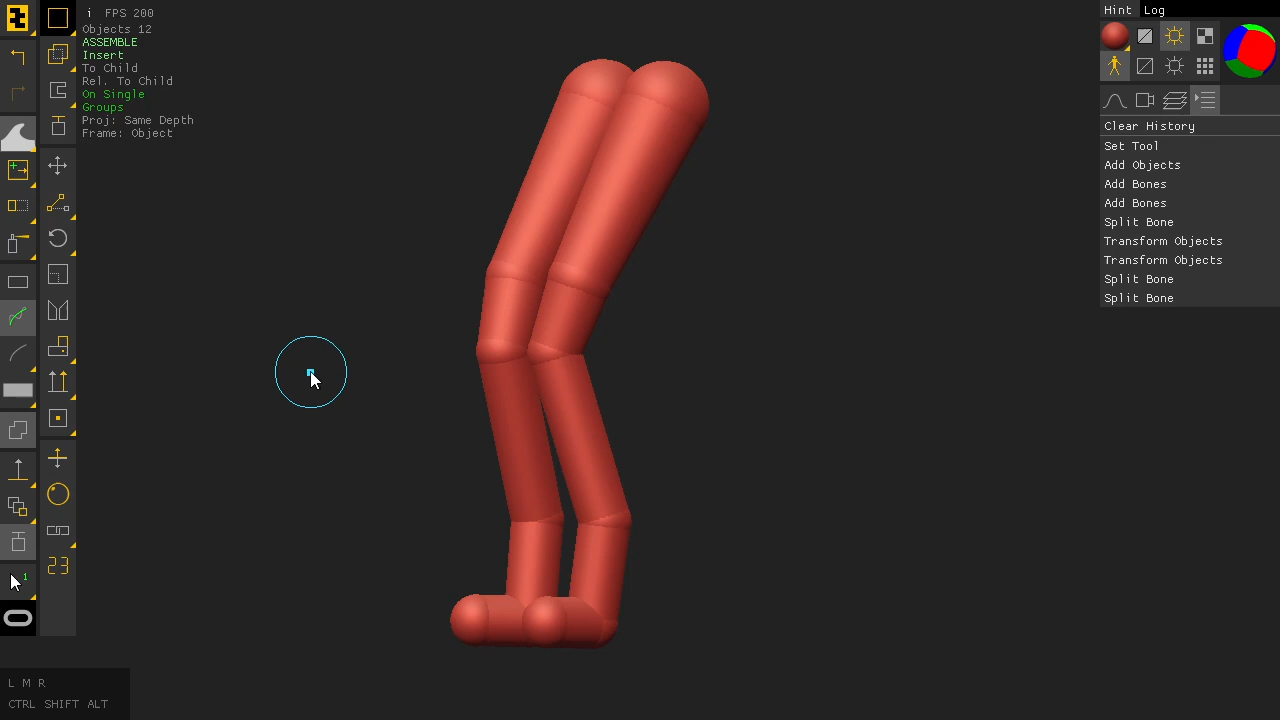 i FPS 200
Objects 12
ASSEMBLE
Insert
To Child
Rel. To Child
On Single
Groups
Proj: Same Depth
Frame: Object
Hint Log
Clear History
Set Tool
Add Objects
Add Bones
Add Bones
Split Bone
Transform Objects
Transform Objects
Split Bone
Split Bone
23
1
L M R
CTRL SHIFT ALT